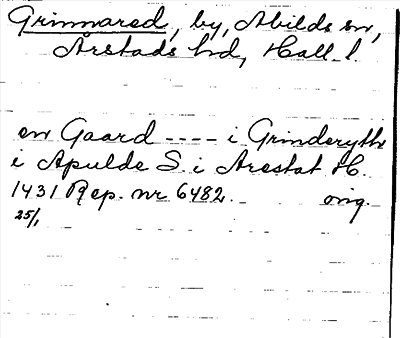 Grimmared, by, Abilds sn,
Årstads hd, Hall. l.
en Gaard ---- i Grinderyth
i Apulde S. i Arestat H.
1431 Rep. nr 6482. orig.
25/1